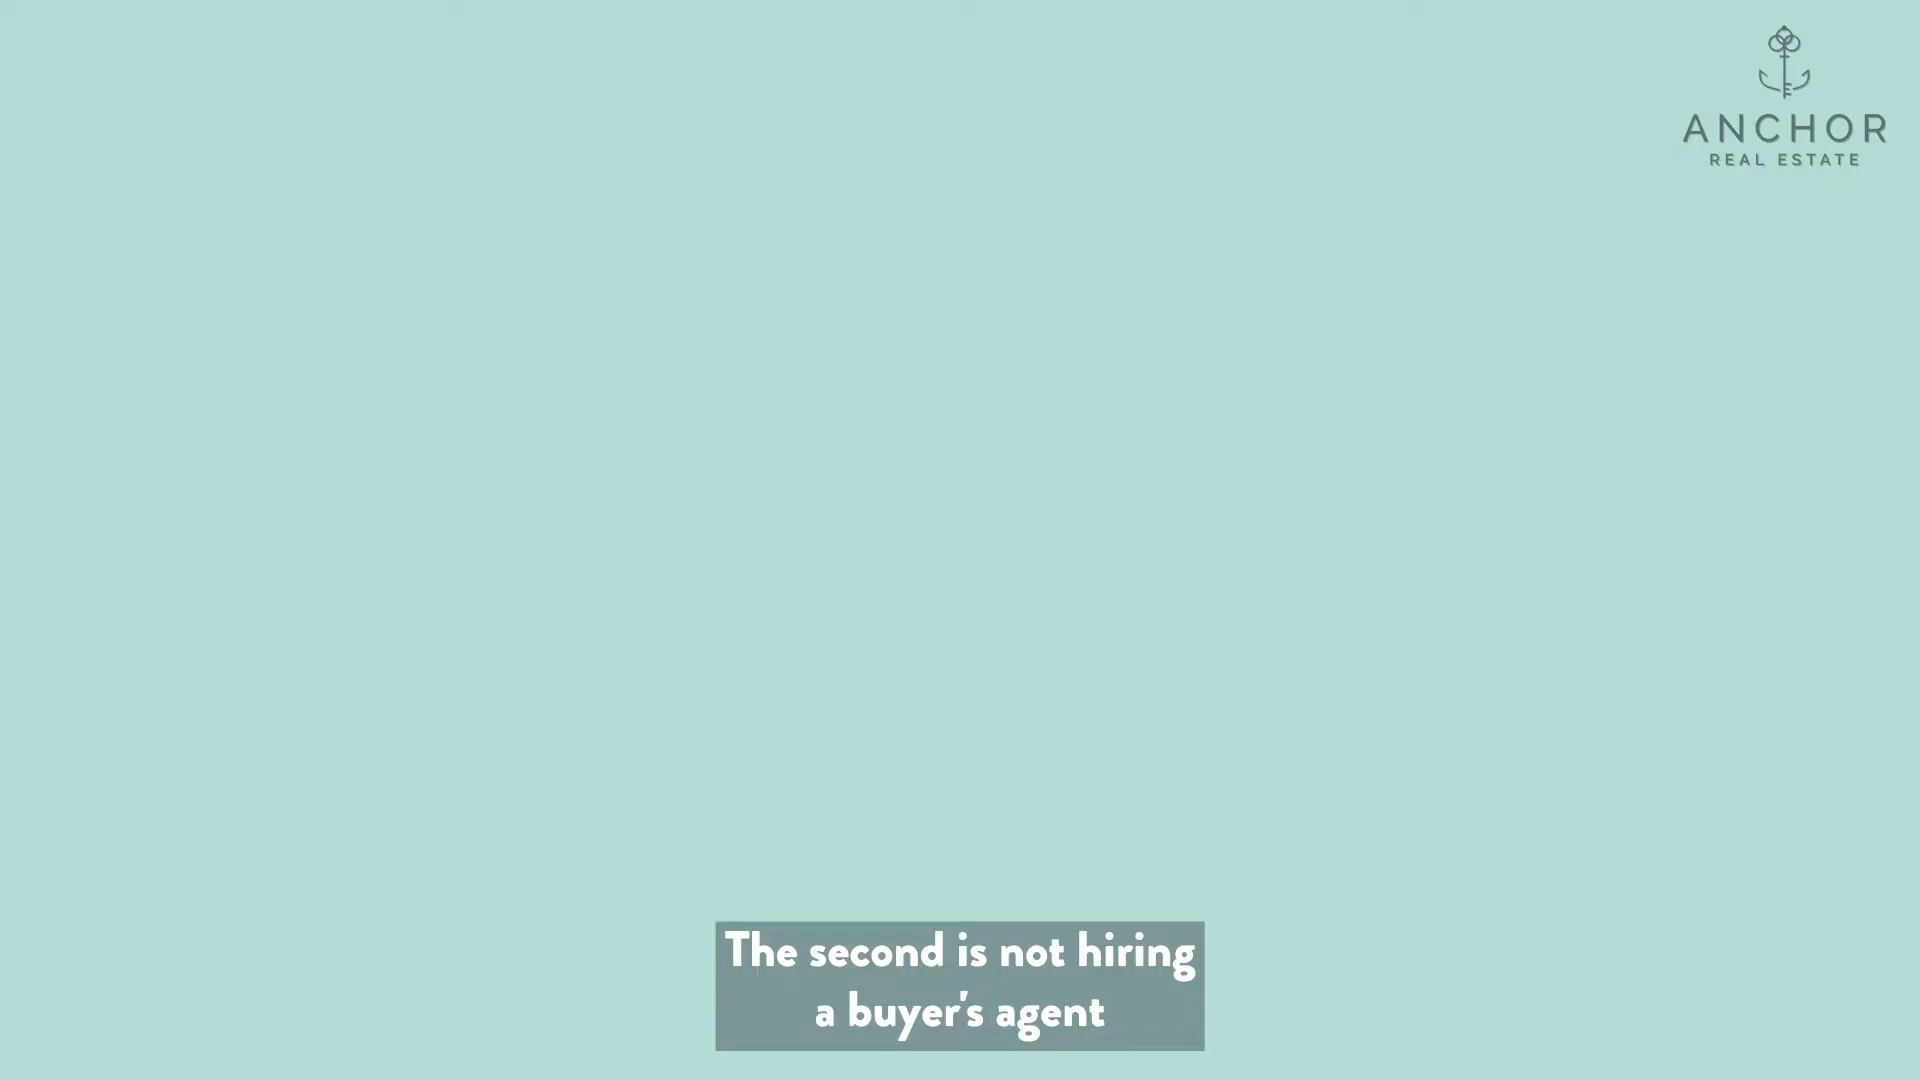 ANCHOR
REAL ESTATE
The second is not hiring
a buyer's agent